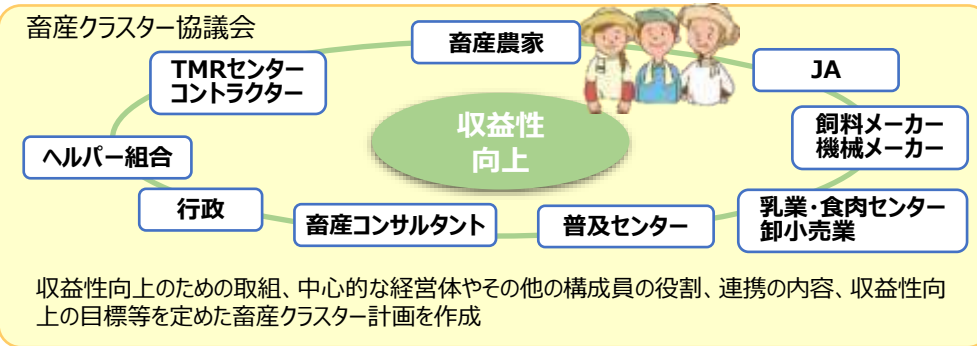 畜産クラスター協議会
畜産農家
TMRセンター
コントラクター
JA
収益性
向上
飼料メーカー
機械メーカー
ヘルパー組合
行政
畜産コンサルタント
普及センター
乳業・食肉センター
卸小売業
収益性向上のための取組、中心的な経営体やその他の構成員の役割、連携の内容、収益性向
上の目標等を定めた畜産クラスター計画を作成